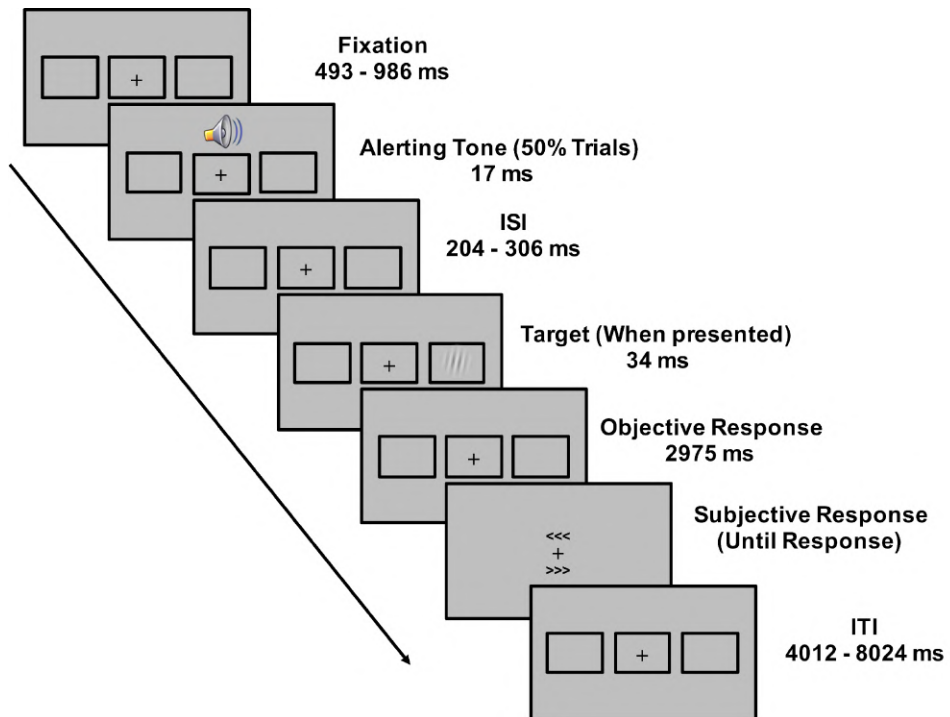 Fixation
493 - 986 ms
+
Alerting Tone (50% Trials)
17 ms
+
ISI
204 - 306 ms
+
Target (When presented)
34 ms
+
Objective Response
2975 ms
+
Subjective Response
(Until Response)
<<<
+
>>>
ITI
4012 - 8024 ms
+